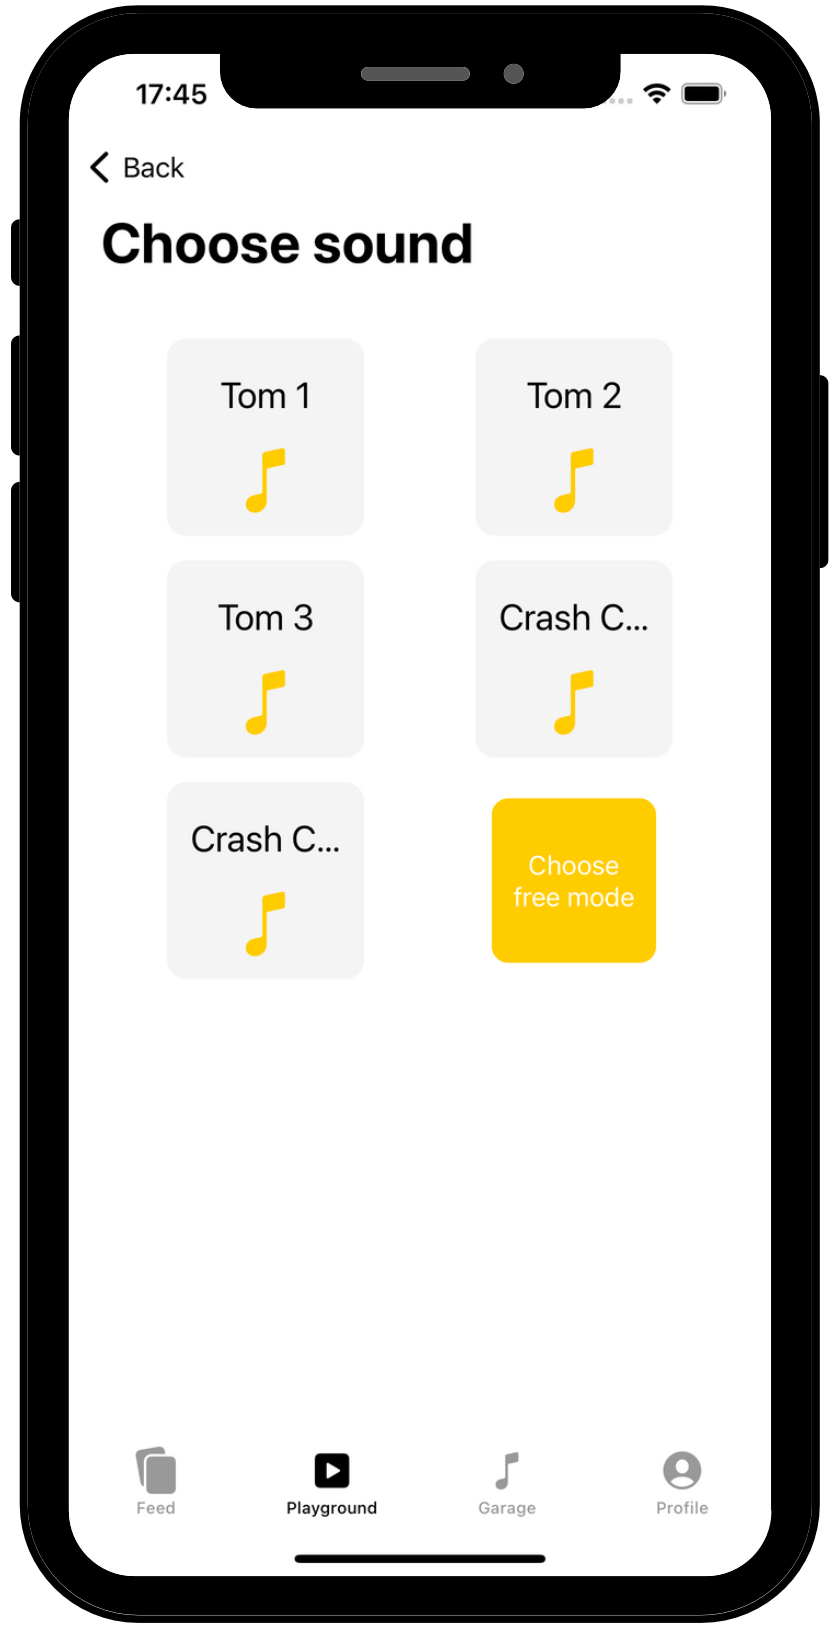 17:45
Back
Choose sound
Tom 1
Tom 2
Tom 3
Crash C...
Crash C...
Choose
free mode
Feed
Playground
Garage
Profile